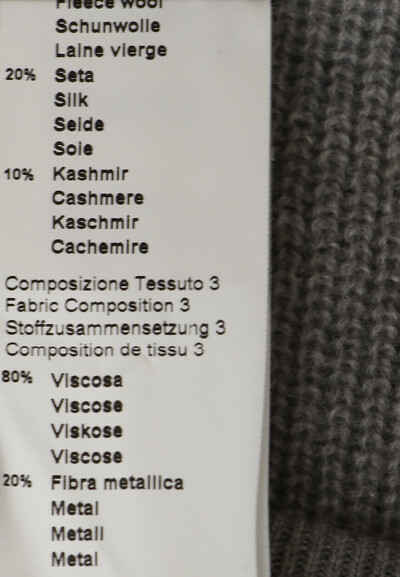 Fleece wool
Schunwolle
Laine vierge
20% Seta
Silk
Seide
Soie
10% Kashmir
Cashmere
Kaschmir
Cachemire
Composizione Tessuto 3
Fabric Composition 3
Stoffzusammensetzung 3
Composition de tissu 3
80% Viscosa
Viscose
Viskose
Viscose
20% Fibra metallica
Metal
Metall
Metal